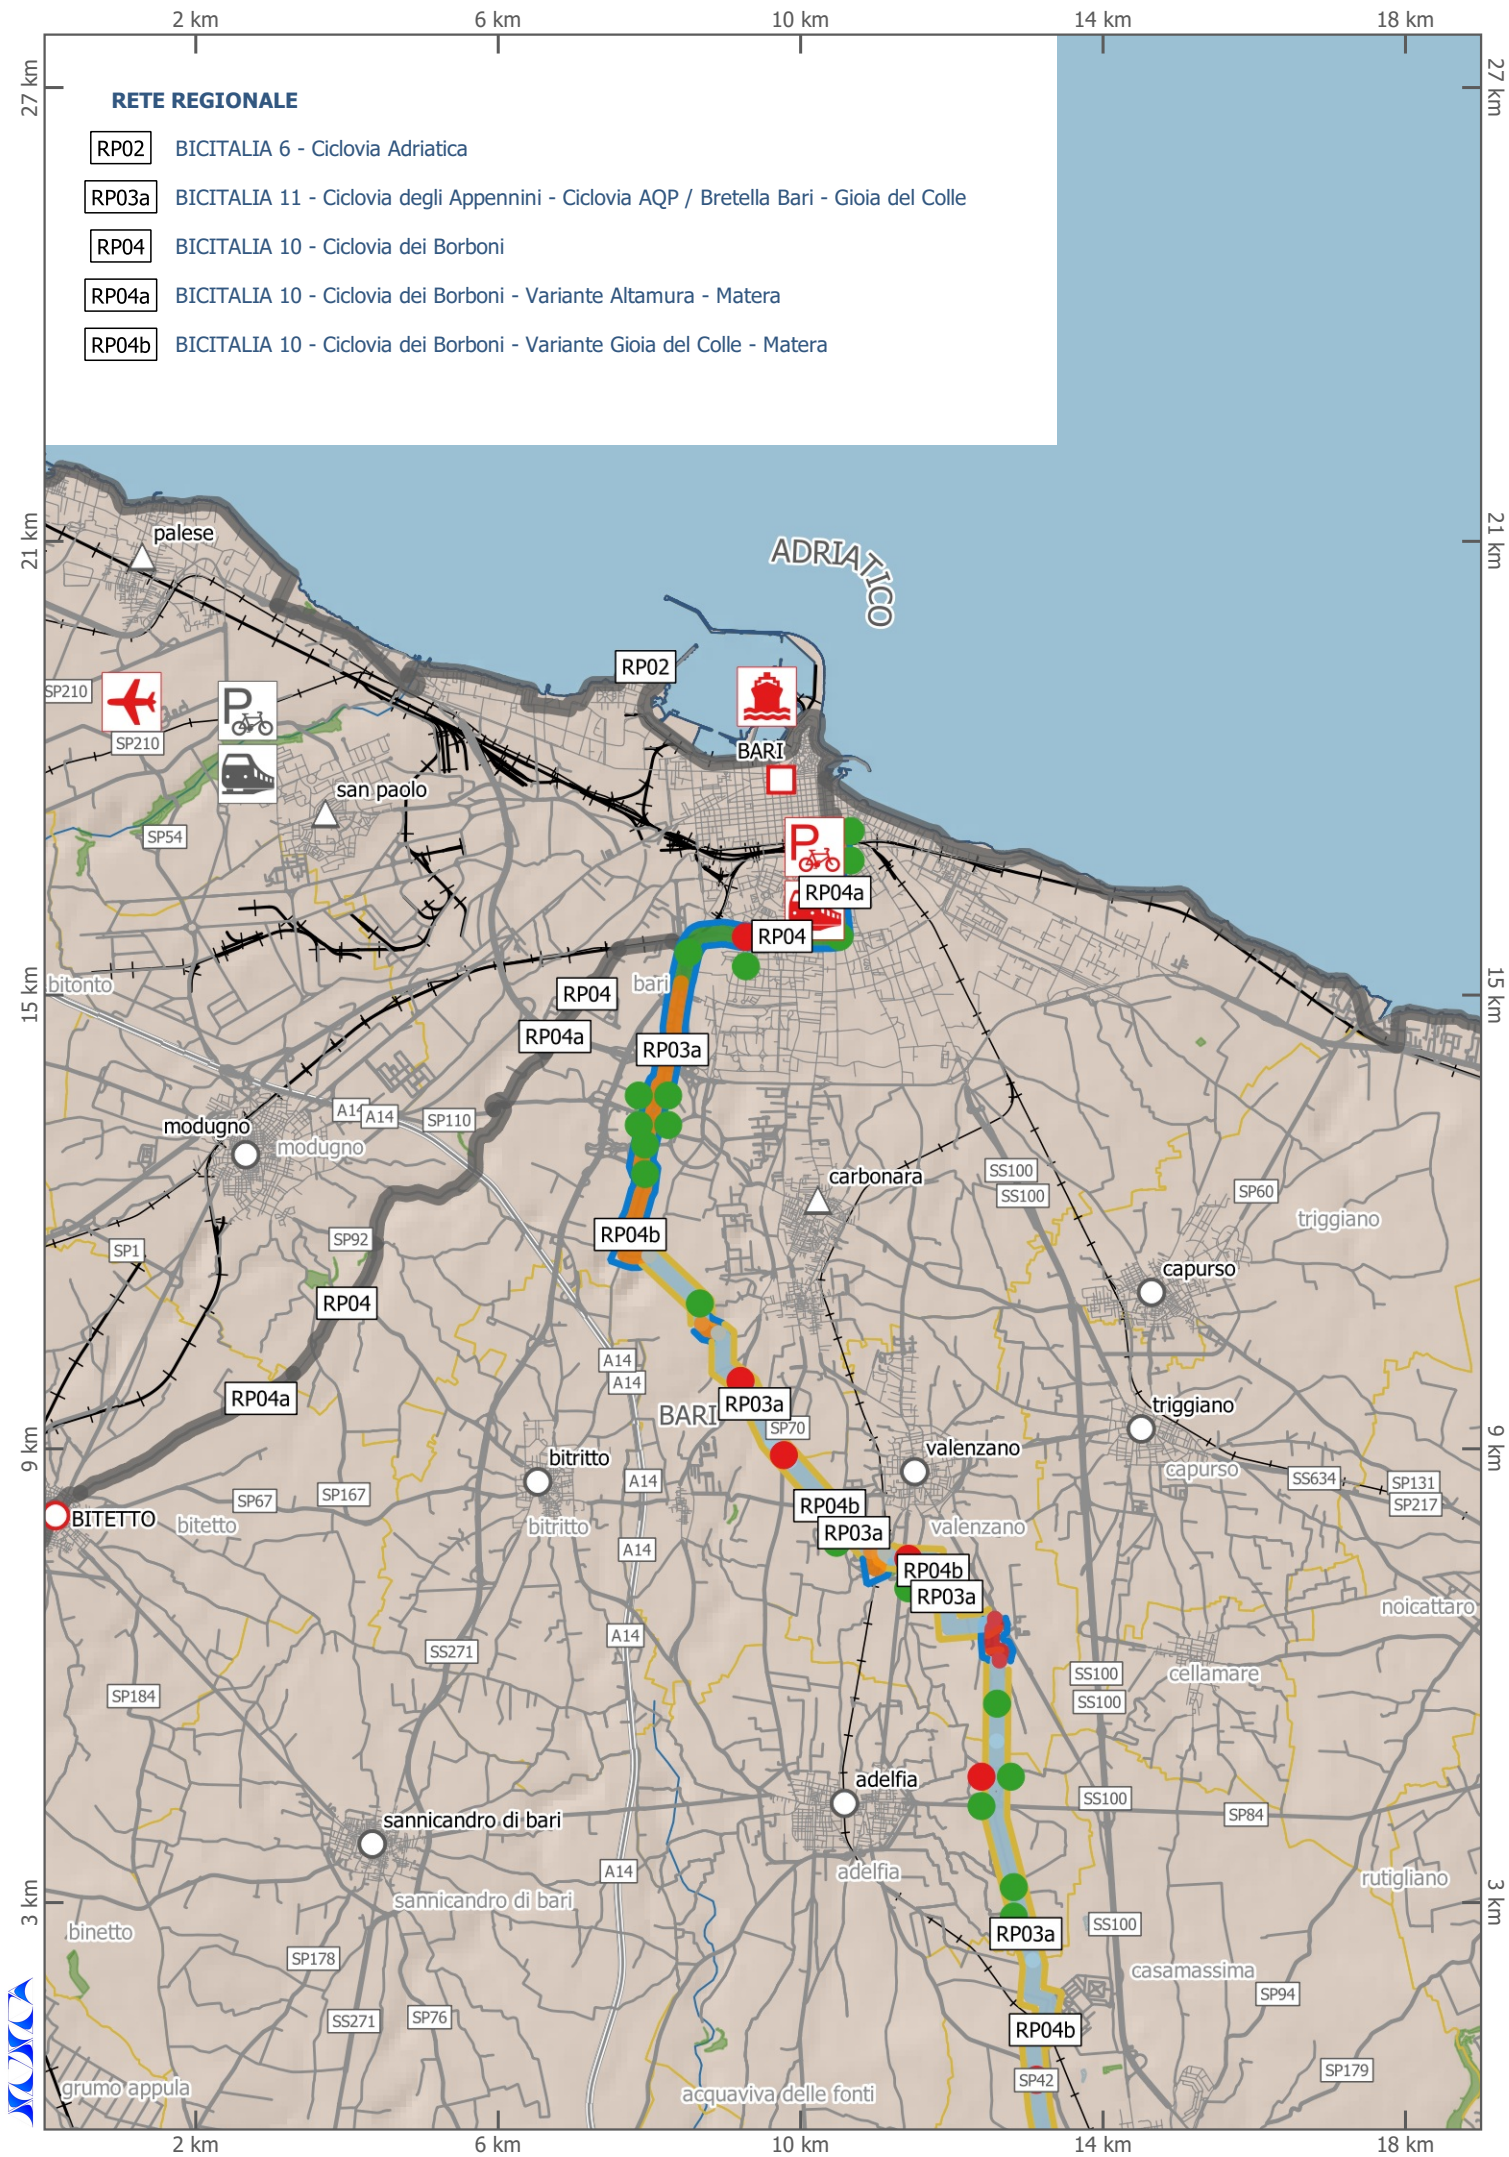 2 km 6 km 10 km 14 km 18 km
27 km
27 km
RETE REGIONALE
RP02 BICITALIA 6 - Ciclovia Adriatica
RP03a BICITALIA 11 - Ciclovia degli Appennini - Ciclovia AQP / Bretella Bari - Gioia del Colle
RP04 BICITALIA 10 - Ciclovia dei Borboni
RP04a BICITALIA 10 - Ciclovia dei Borboni - Variante Altamura - Matera
RP04b BICITALIA 10 - Ciclovia dei Borboni - Variante Gioia del Colle - Matera
21 km
21 km
palese
ADRIATICO
RP02
SP210
P
SP210
BARI
san paolo
SP54
P
RP04a
RP04
bitonto
bari
15 km
15 km
RP04
RP04a
RP03a
A14
A14
SP110
modugno
modugno
carbonara
SS100
SS100
SP60
triggiano
RP04b
SP92
SP1
capurso
RP04
A14
A14
RP04a
RP03a
BARI
SP70
triggiano
9 km
9 km
valenzano
bitritto
capurso
SS634
SP131
SP217
A14
SP67
SP167
RP04b
BITETTO
bitetto
bitritto
RP03a
valenzano
A14
RP04b
RP03a
noicattaro
A14
SS271
cellamare
SS100
SS100
SP184
adelfia
SS100
SP84
sannicandro di bari
A14
adelfia
rutigliano
3 km
3 km
sannicandro di bari
binetto
RP03a
SS100
SP178
casamassima
SP94
SS271
SP76
RP04b
SP179
SP42
grumo appula
acquaviva delle fonti
2 km 6 km 10 km 14 km 18 km